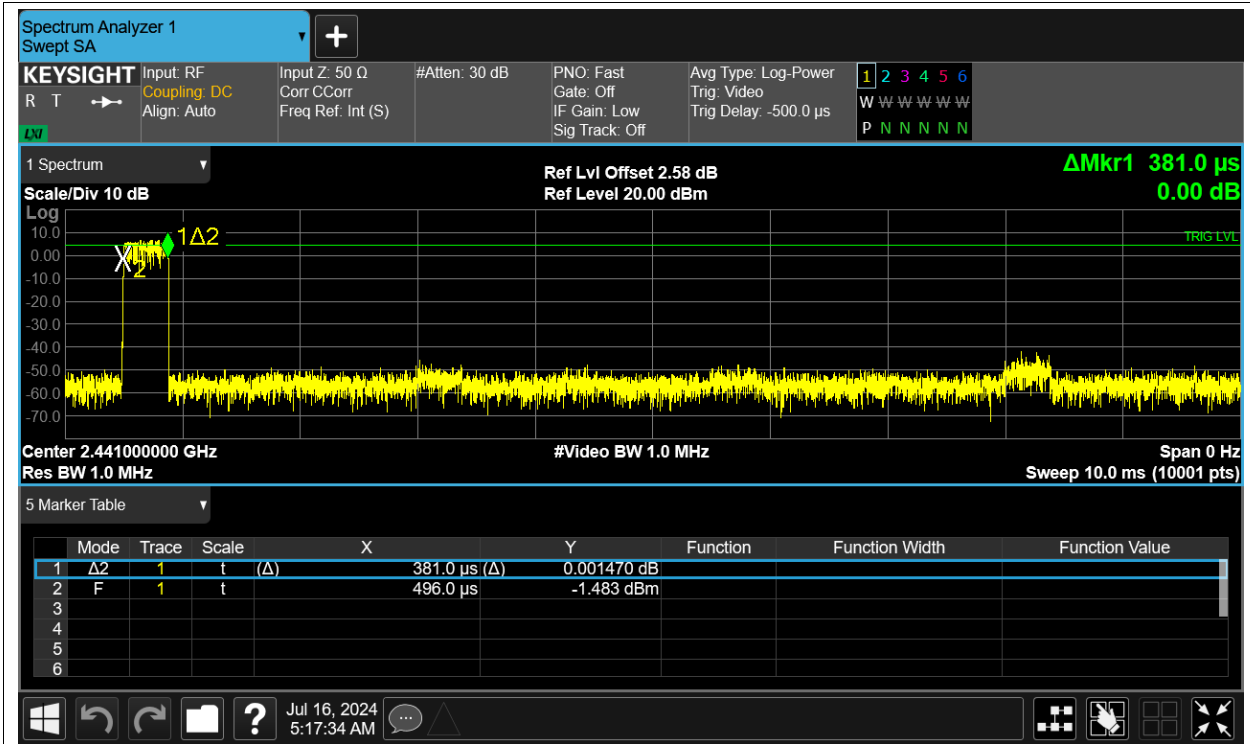 Spectrum Analyzer 1
Swept SA
KEYSIGHT
R T
LXI
Input: RF
Coupling: DC
Align: Auto
Input Z: 50 Ω
Corr CCorr
Freq Ref: Int (S)
#Atten: 30 dB
PNO: Fast
Gate: Off
IF Gain: Low
Sig Track: Off
Avg Type: Log-Power
Trig: Video
Trig Delay: -500.0 µs
1 2 3 4 5 6
W W W W W W
P N N N N N
1 Spectrum
Scale/Div 10 dB
Ref Lvl Offset 2.58 dB
Ref Level 20.00 dBm
ΔMkr1 381.0 µs
0.00 dB
Log
10.0
0.00
-10.0
-20.0
-30.0
-40.0
-50.0
-60.0
-70.0
1Δ2
X2
TRIG LVL
Center 2.441000000 GHz
#Video BW 1.0 MHz
Span 0 Hz
Res BW 1.0 MHz
Sweep 10.0 ms (10001 pts)
5 Marker Table
Mode Trace Scale X Y Function Function Width Function Value
1 Δ2 1 t (Δ) 381.0 µs (Δ) 0.001470 dB
2 F 1 t 496.0 µs -1.483 dBm
3
4
5
6
?
Jul 16, 2024
5:17:34 AM